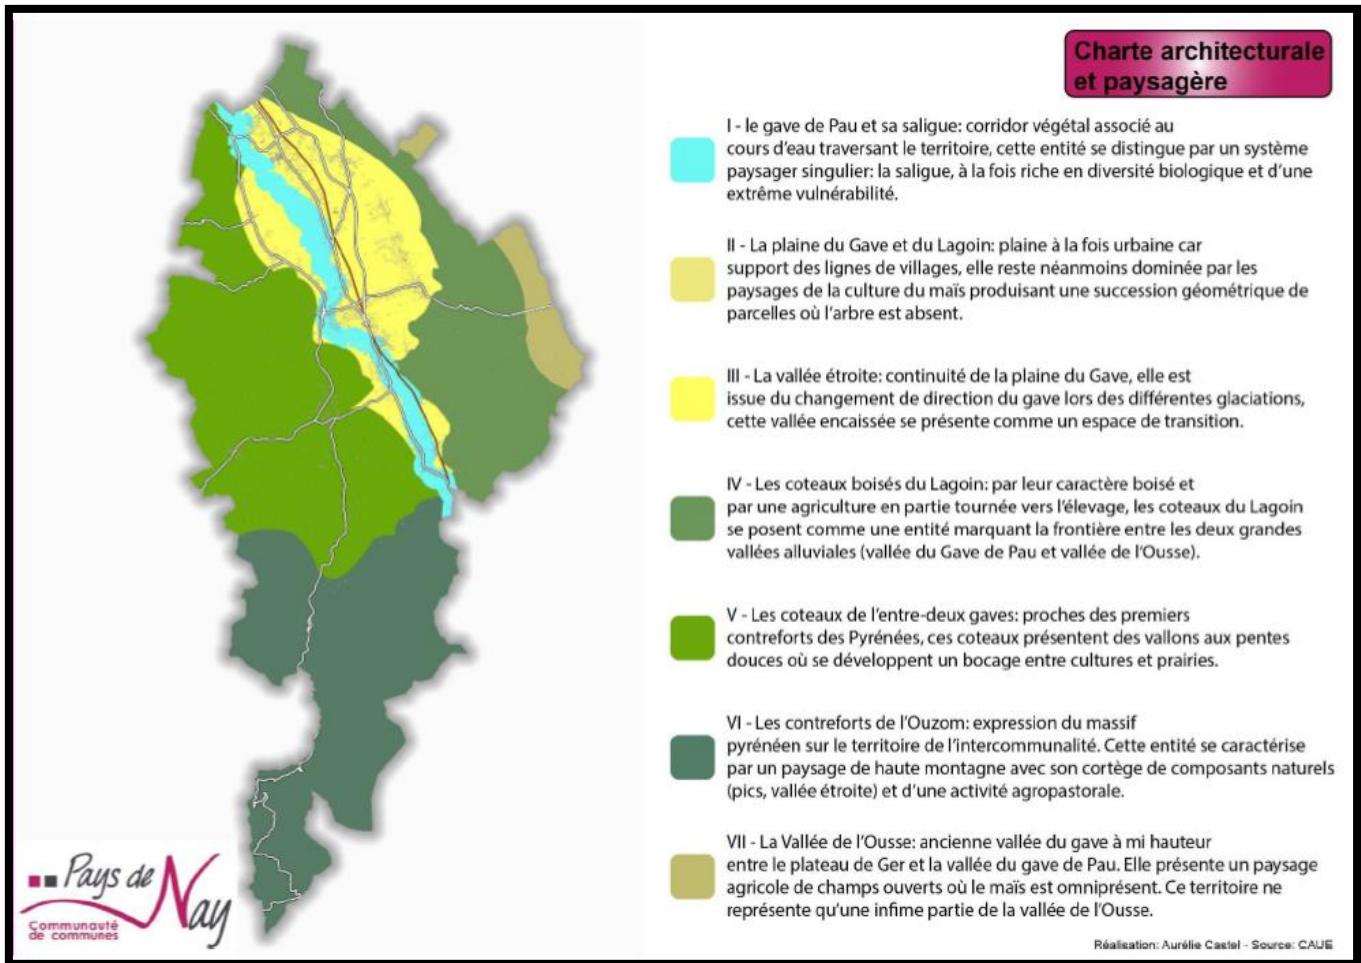 Charte architecturale
et paysagère
I - le gave de Pau et sa saligue: corridor végétal associé au
cours d'eau traversant le territoire, cette entité se distingue par un système
paysager singulier: la saligue, à la fois riche en diversité biologique et d'une
extrême vulnérabilité.
II - La plaine du Gave et du Lagoin: plaine à la fois urbaine car
support des lignes de villages, elle reste néanmoins dominée par les
paysages de la culture du maïs produisant une succession géométrique de
parcelles où l'arbre est absent.
III - La vallée étroite: continuité de la plaine du Gave, elle est
issue du changement de direction du gave lors des différentes glaciations,
cette vallée encaissée se présente comme un espace de transition.
IV - Les coteaux boisés du Lagoin: par leur caractère boisé et
par une agriculture en partie tournée vers l'élevage, les coteaux du Lagoin
se posent comme une entité marquant la frontière entre les deux grandes
vallées alluviales (vallée du Gave de Pau et vallée de l'Ousse).
V - Les coteaux de l'entre-deux gaves: proches des premiers
contreforts des Pyrénées, ces coteaux présentent des vallons aux pentes
douces où se développent un bocage entre cultures et prairies.
VI - Les contreforts de l'Ouzom: expression du massif
pyrénéen sur le territoire de l'intercommunalité. Cette entité se caractérise
par un paysage de haute montagne avec son cortège de composants naturels
(pics, vallée étroite) et d'une activité agropastorale.
VII - La Vallée de l'Ousse: ancienne vallée du gave à mi hauteur
entre le plateau de Ger et la vallée du gave de Pau. Elle présente un paysage
agricole de champs ouverts où le maïs est omniprésent. Ce territoire ne
représente qu'une infime partie de la vallée de l'Ousse.
Pays de
Nay
Communauté
de communes
Réalisation: Aurélie Castel - Source: CAUE